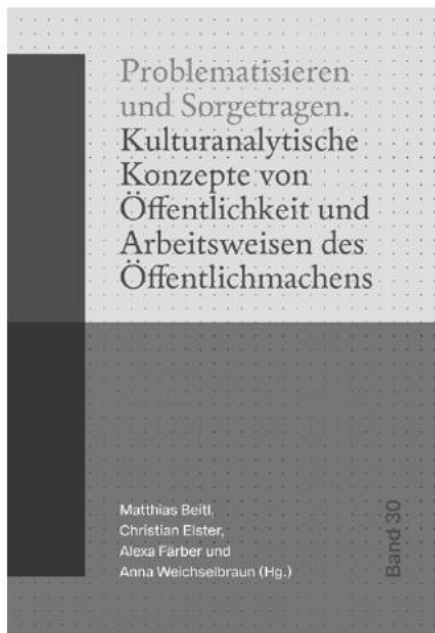 Problematisieren
und Sorgetragen.
Kulturanalytische
Konzepte von
Öffentlichkeit und
Arbeitsweisen des
Öffentlichmachens
Matthias Beitl,
Christian Elster,
Alexa Färber und
Anna Weichselbraun (Hg.)
Band 30